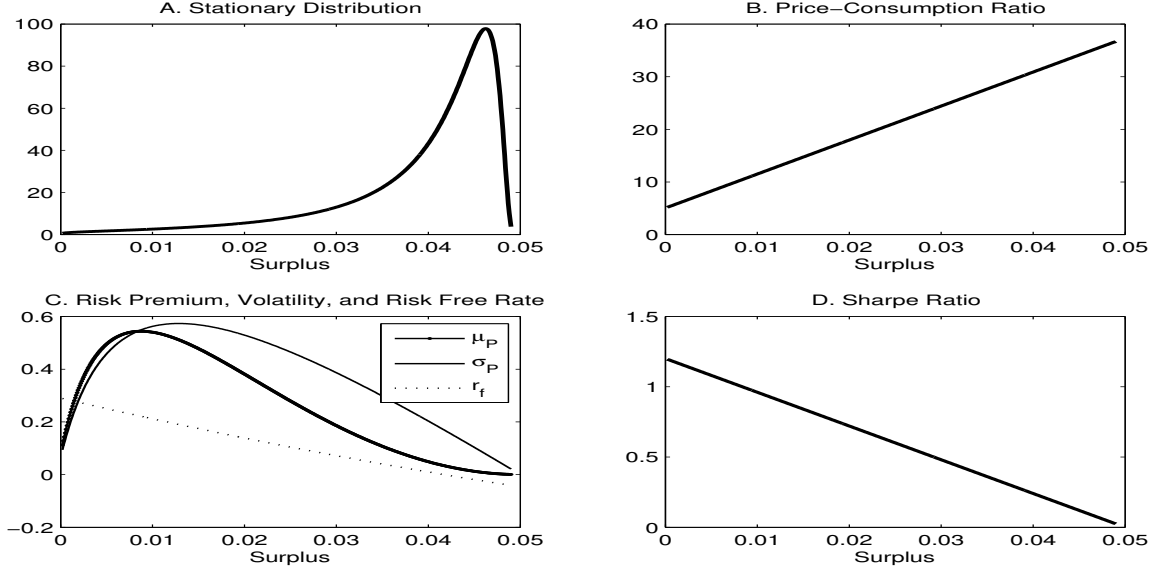 A. Stationary Distribution
100
80
60
40
20
0
0 0.01 0.02 0.03 0.04 0.05
Surplus
B. Price−Consumption Ratio
40
30
20
10
0
0 0.01 0.02 0.03 0.04 0.05
Surplus
C. Risk Premium, Volatility, and Risk Free Rate
0.6
0.4
0.2
0
−0.2
μP
σP
rf
0 0.01 0.02 0.03 0.04 0.05
Surplus
D. Sharpe Ratio
1.5
1
0.5
0
0 0.01 0.02 0.03 0.04 0.05
Surplus